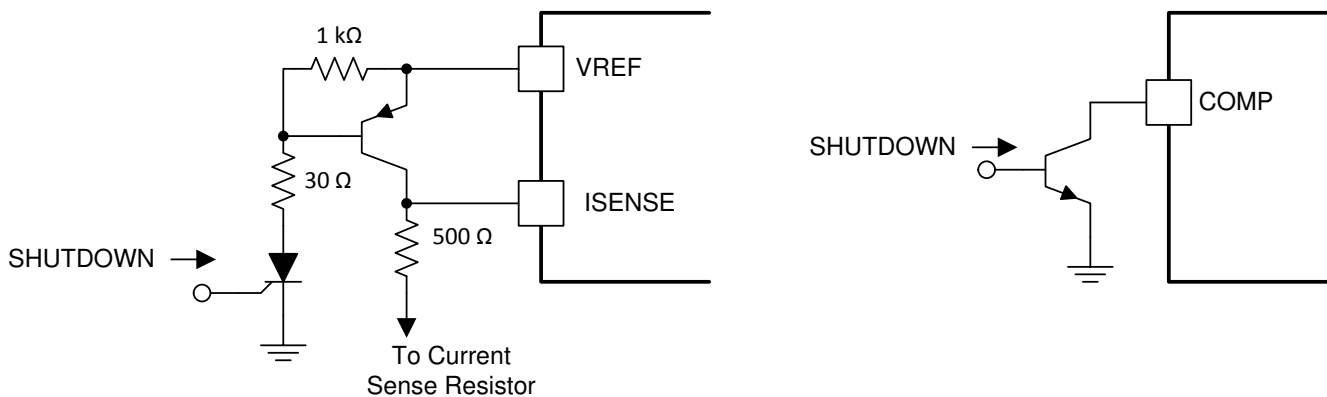 1 kΩ
VREF
COMP
SHUTDOWN
30 Ω
ISENSE
500 Ω
SHUTDOWN
To Current
Sense Resistor